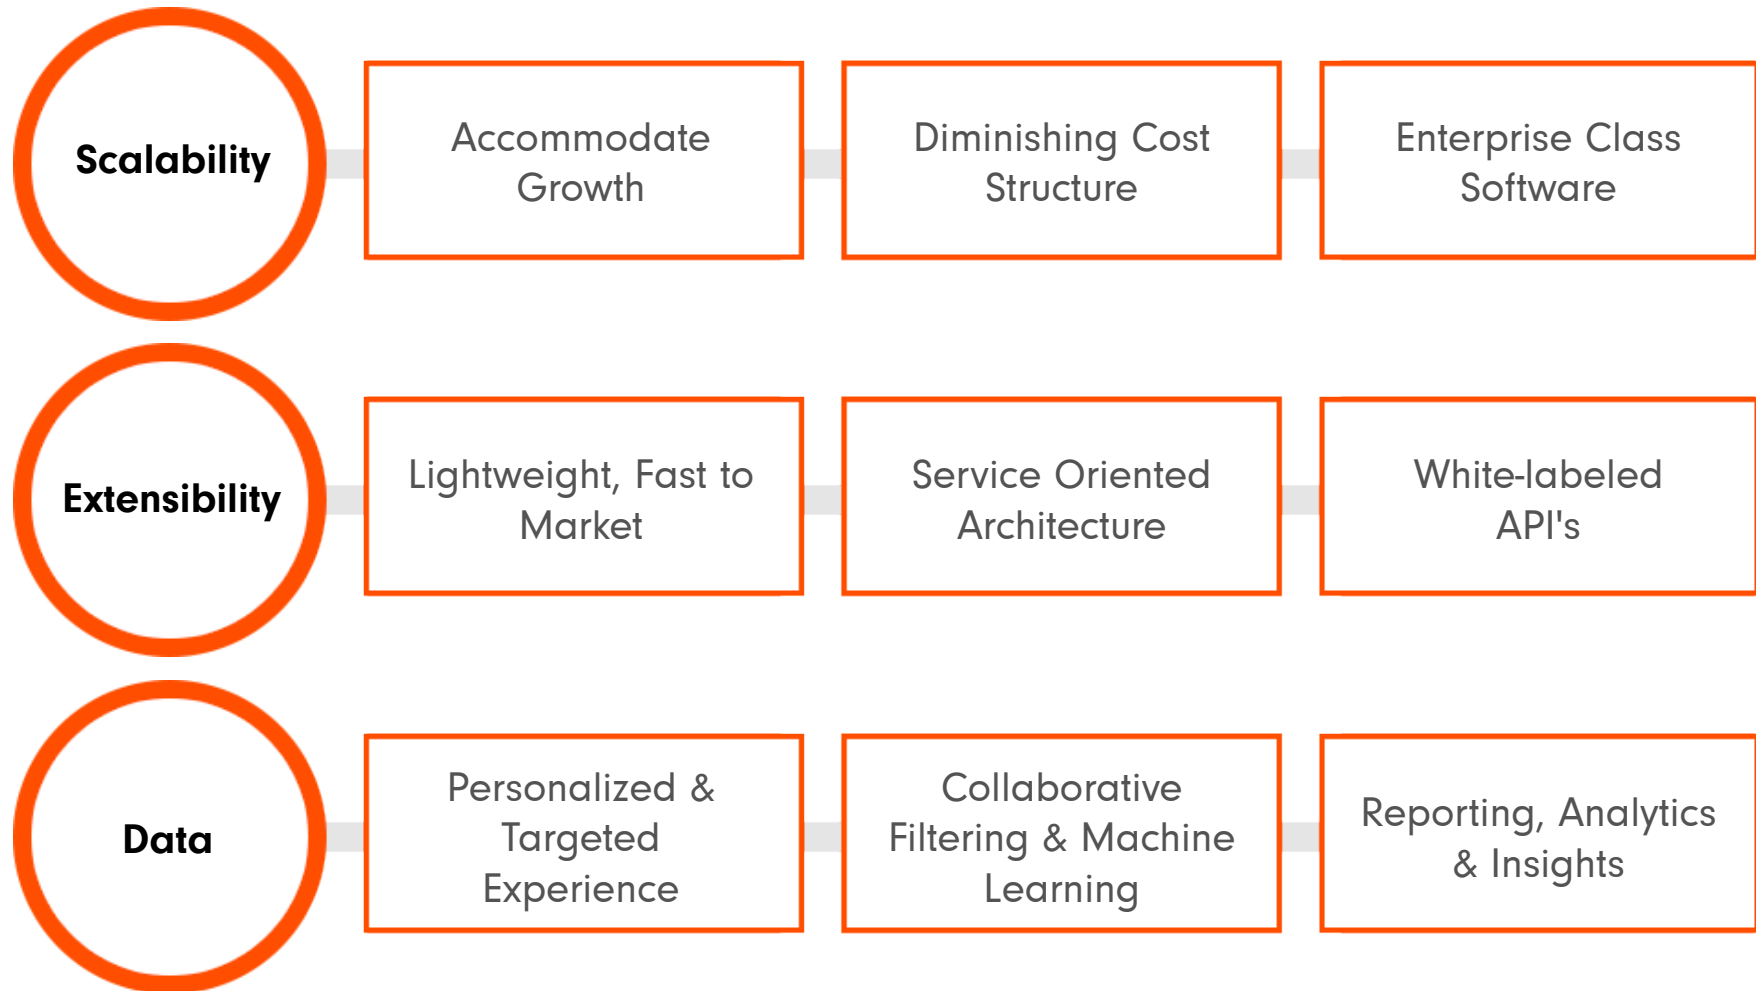 Scalability
Accommodate
Growth
Diminishing Cost
Structure
Enterprise Class
Software
Extensibility
Lightweight, Fast to
Market
Service Oriented
Architecture
White-labeled
API's
Data
Personalized &
Targeted
Experience
Collaborative
Filtering & Machine
Learning
Reporting, Analytics
& Insights